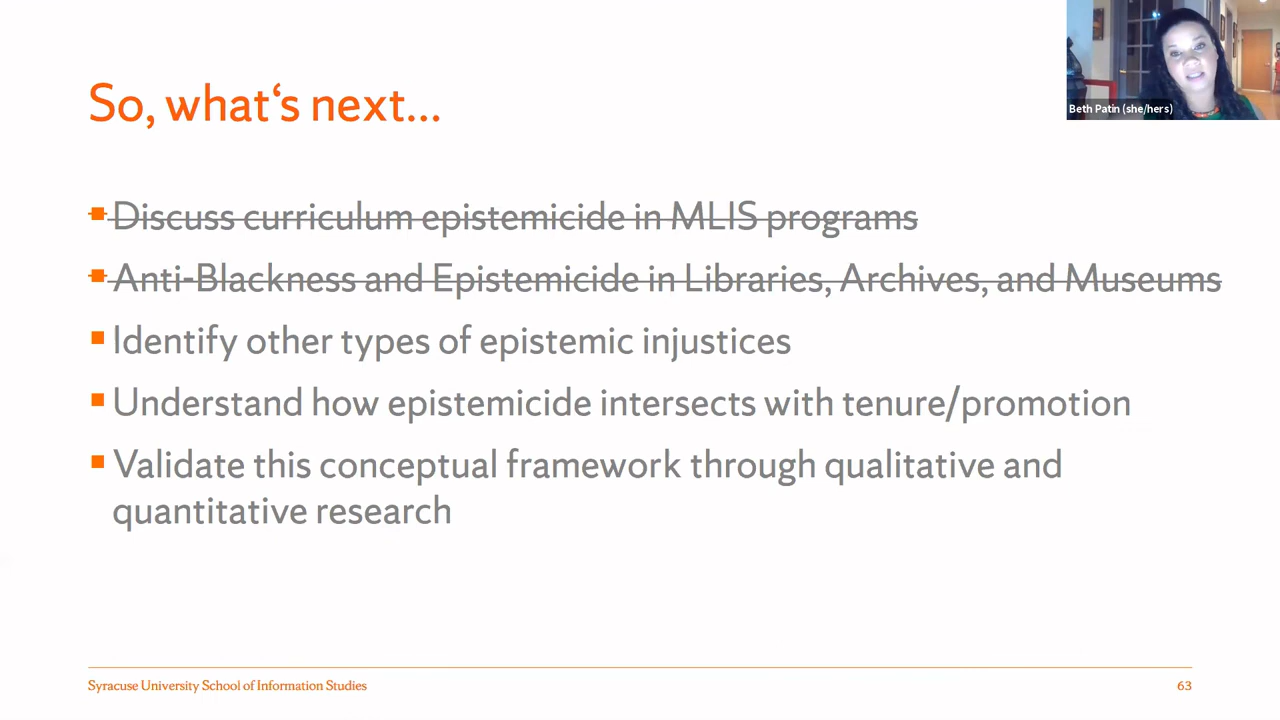 So, what‘s next...
Beth Patin (she/hers)
Discuss curriculum epistemicide in MLIS programs
Anti-Blackness and Epistemicide in Libraries, Archives, and Museums
Identify other types of epistemic injustices
Understand how epistemicide intersects with tenure/promotion
Validate this conceptual framework through qualitative and
quantitative research
Syracuse University School of Information Studies
63